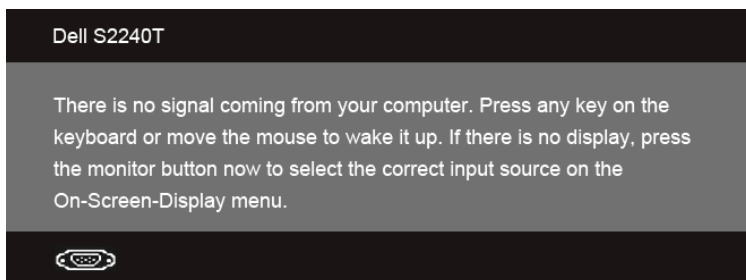 Dell S2240T
There is no signal coming from your computer. Press any key on the
keyboard or move the mouse to wake it up. If there is no display, press
the monitor button now to select the correct input source on the
On-Screen-Display menu.